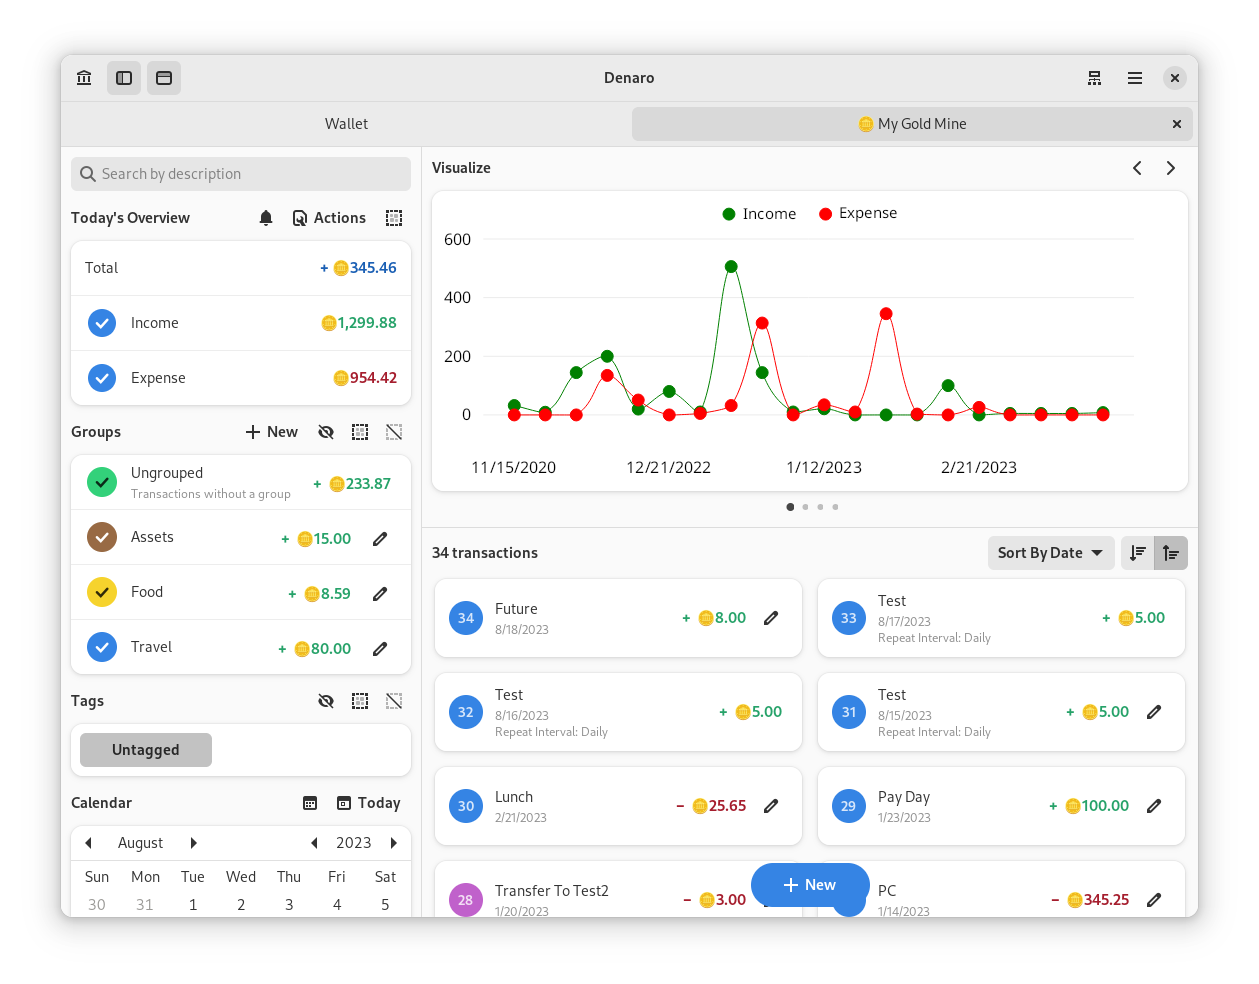 Denaro
Wallet
🪙 My Gold Mine
Search by description
Today's Overview
Actions
Total
+ 🪙345.46
Income
🪙1,299.88
Expense
🪙954.42
Groups
New
Ungrouped
Transactions without a group
+ 🪙233.87
Assets
+ 🪙15.00
Food
+ 🪙8.59
Travel
+ 🪙80.00
Tags
Untagged
Calendar
Today
August
2023
Sun Mon Tue Wed Thu Fri Sat
30 31 1 2 3 4 5
Visualize
Income
Expense
600
400
200
0
11/15/2020 12/21/2022 1/12/2023 2/21/2023
34 transactions
Sort By Date
34
Future
8/18/2023
+ 🪙8.00
33
Test
8/17/2023
Repeat Interval: Daily
+ 🪙5.00
32
Test
8/16/2023
Repeat Interval: Daily
+ 🪙5.00
31
Test
8/15/2023
Repeat Interval: Daily
+ 🪙5.00
30
Lunch
2/21/2023
− 🪙25.65
29
Pay Day
1/23/2023
+ 🪙100.00
28
Transfer To Test2
1/20/2023
− 🪙3.00
PC
1/14/2023
− 🪙345.25
New